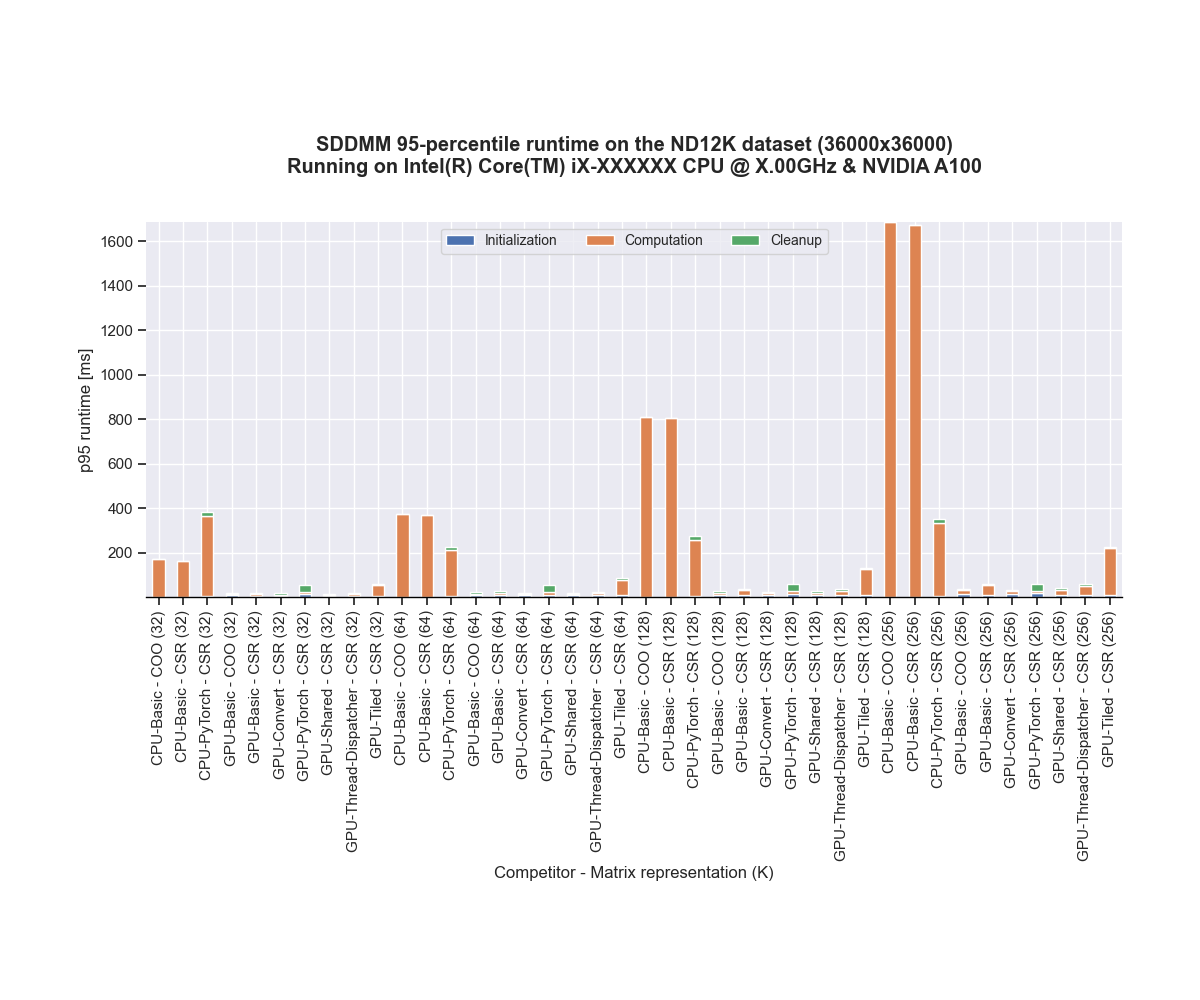 SDDMM 95-percentile runtime on the ND12K dataset (36000x36000)
Running on Intel(R) Core(TM) iX-XXXXXX CPU @ X.00GHz & NVIDIA A100
Initialization
Computation
Cleanup
p95 runtime [ms]
1600
1400
1200
1000
800
600
400
200
CPU-Basic - COO (32)
CPU-Basic - CSR (32)
CPU-PyTorch - CSR (32)
GPU-Basic - COO (32)
GPU-Basic - CSR (32)
GPU-Convert - CSR (32)
GPU-PyTorch - CSR (32)
GPU-Shared - CSR (32)
GPU-Thread-Dispatcher - CSR (32)
GPU-Tiled - CSR (32)
CPU-Basic - COO (64)
CPU-Basic - CSR (64)
CPU-PyTorch - CSR (64)
GPU-Basic - COO (64)
GPU-Basic - CSR (64)
GPU-Convert - CSR (64)
GPU-PyTorch - CSR (64)
GPU-Shared - CSR (64)
GPU-Thread-Dispatcher - CSR (64)
GPU-Tiled - CSR (64)
CPU-Basic - COO (128)
CPU-Basic - CSR (128)
CPU-PyTorch - CSR (128)
GPU-Basic - COO (128)
GPU-Basic - CSR (128)
GPU-Convert - CSR (128)
GPU-PyTorch - CSR (128)
GPU-Shared - CSR (128)
GPU-Thread-Dispatcher - CSR (128)
GPU-Tiled - CSR (128)
CPU-Basic - COO (256)
CPU-Basic - CSR (256)
CPU-PyTorch - CSR (256)
GPU-Basic - COO (256)
GPU-Basic - CSR (256)
GPU-Convert - CSR (256)
GPU-PyTorch - CSR (256)
GPU-Shared - CSR (256)
GPU-Thread-Dispatcher - CSR (256)
GPU-Tiled - CSR (256)
Competitor - Matrix representation (K)